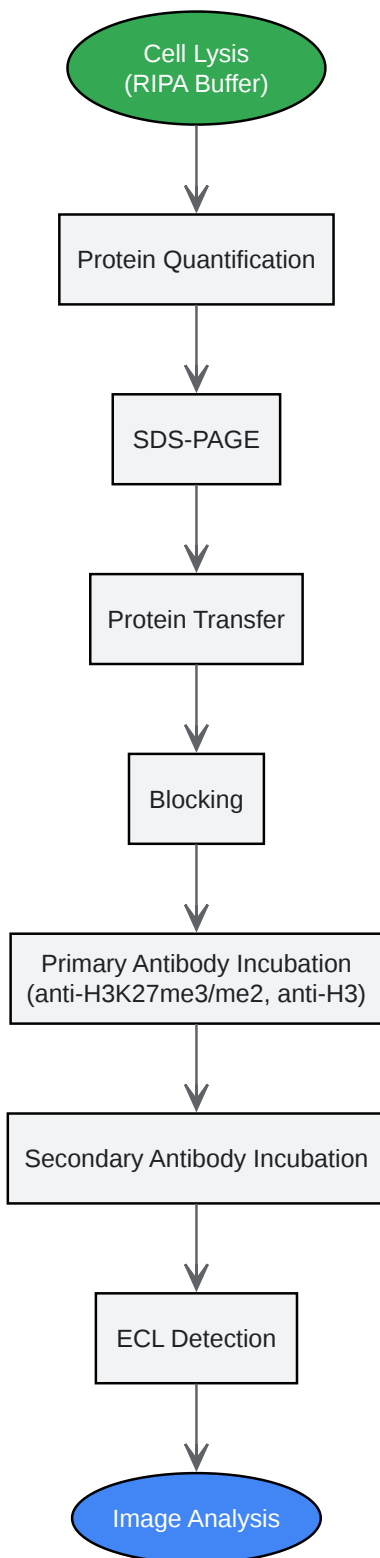 Cell Lysis
(RIPA Buffer)
Protein Quantification
SDS-PAGE
Protein Transfer
Blocking
Primary Antibody Incubation
(anti-H3K27me3/me2, anti-H3)
Secondary Antibody Incubation
ECL Detection
Image Analysis